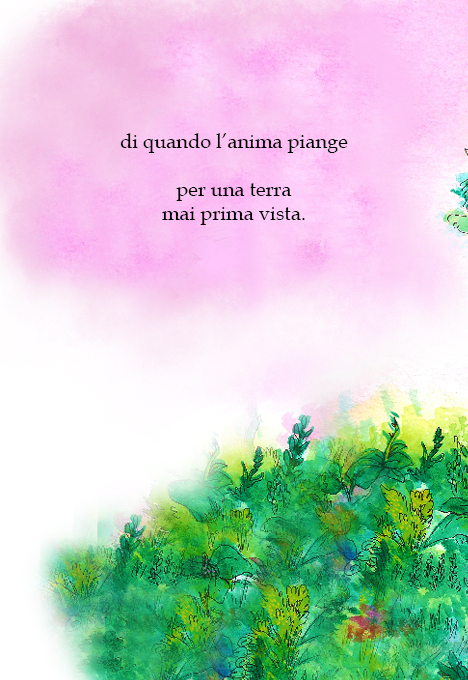 di quando l’anima piange
per una terra
mai prima vista.